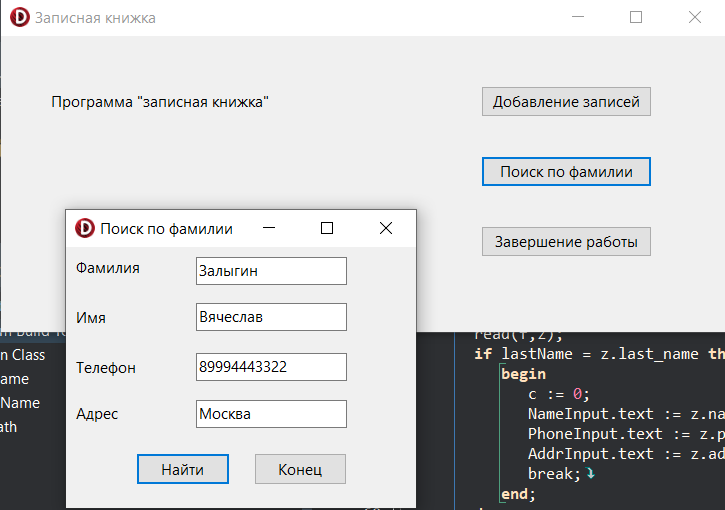 Записная книжка
Программа "записная книжка"
Добавление записей
Поиск по фамилии
Завершение работы
Поиск по фамилии
Фамилия
Залыгин
Имя
Вячеслав
Телефон
89994443322
Адрес
Москва
Найти
Конец
n Class
ame
Name
ath
read(f,z);
if lastName = z.last_name th
begin
c := 0;
NameInput.text := z.na
PhoneInput.text := z.p
AddrInput.text := z.ad
break;
end;